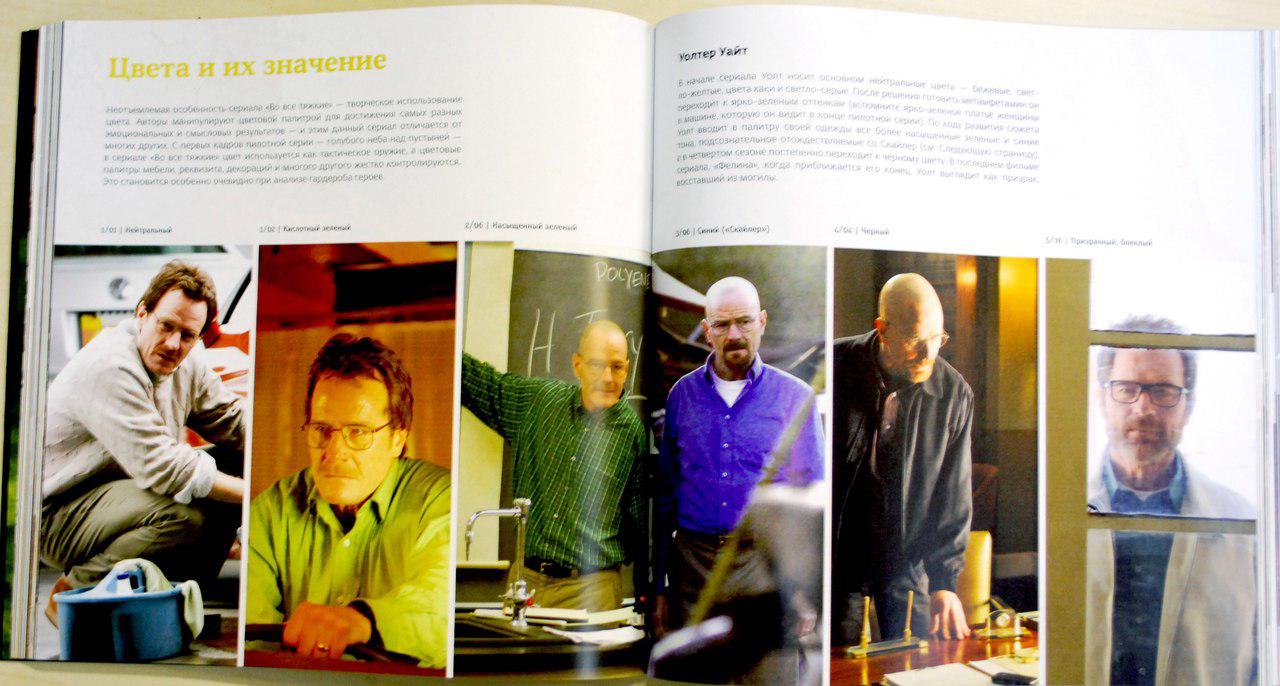 Цвета и их значение
Неотъемлемая особенность сериала «Во все тяжкие» — творческое использование
цвета. Авторы манипулируют цветовой палитрой для достижения самых разных
эмоциональных и смысловых результатов — и этим данный сериал отличается от
многих других. С первых кадров пилотной серии — голубого неба над пустыней —
в сериале «Во все тяжкие» цвет используется как тактическое оружие, а цветовые
палитры мебели, реквизита, декораций и многого другого жестко контролируются.
Это становится особенно очевидно при анализе гардероба героев.
Уолтер Уайт
В начале сериала Уолт носит основном нейтральные цвета — бежевые, свет-
ло-желтые, цвета хаки и светло-серые. После решения готовить метамфетамин он
переходит к ярко-зеленым оттенкам (вспомните ярко-зеленое платье женщины
в машине, которую он видит в конце пилотной серии). По ходу развития сюжета
Уолт вводит в палитру своей одежды все более насыщенные зеленые и синие
тона, подсознательное отождествляемые со Скайлер (см. Следующую страницу),
а в четвертом сезоне постепенно переходит к черному цвету. В последнем фильме
сериала, «Фелина», когда приближается его конец, Уолт выглядит как призрак,
восставший из могилы.
1/01 | Нейтральный
1/02 | Кислотный зеленый
2/06 | Насыщенный зеленый
3/06 | Синий («Скайлер»)
4/04 | Черный
5/16 | Призрачный, блеклый
POLYENE
H